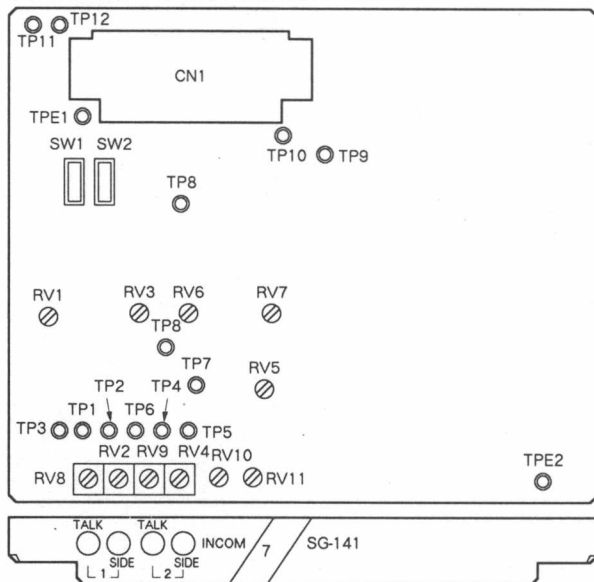 TP11 TP12
CN1
TPE1
SW1 SW2
TP10 TP9
TP8
RV1 RV3 RV6 RV7
TP8
TP7
RV5
TP2 TP4
TP3 TP1 TP6 TP5
RV8 RV2 RV9 RV4 RV10 RV11
TPE2
TALK TALK
INCOM 7 SG-141
SIDE SIDE
1 2